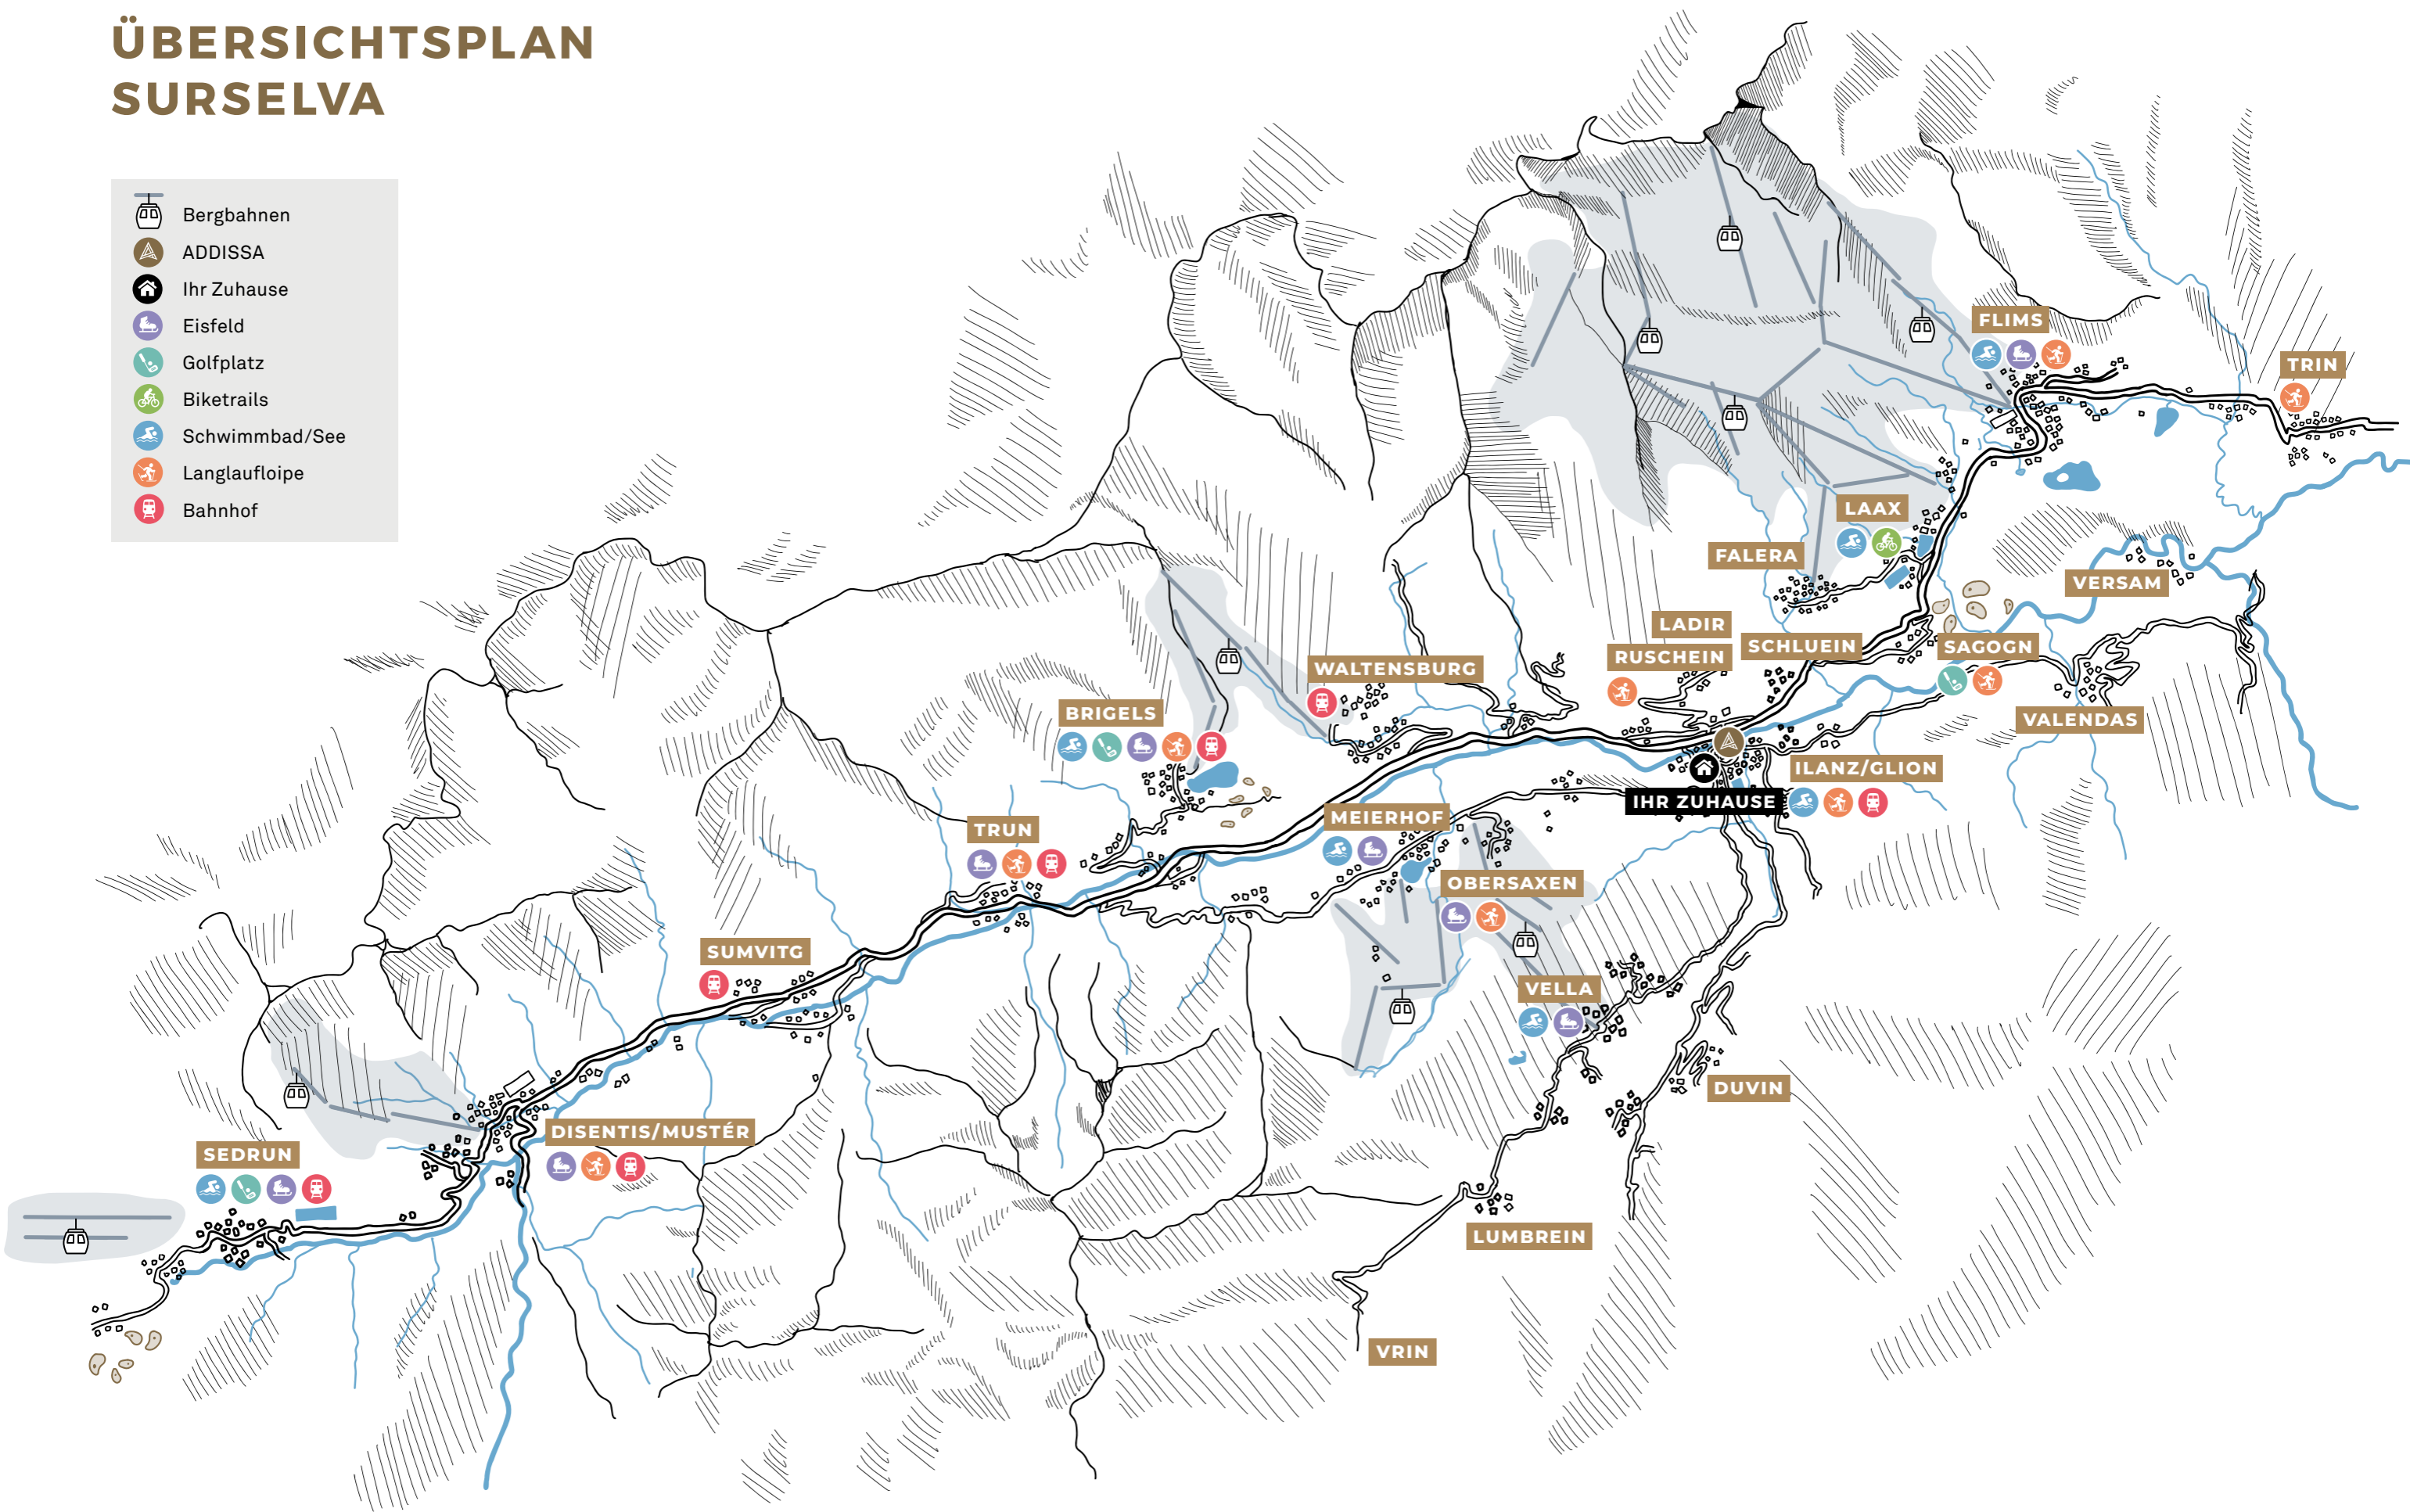 ÜBERSICHTSPLAN
SURSELVA
Bergbahnen
ADDISSA
Ihr Zuhause
Eisfeld
Golfplatz
Biketrails
Schwimmbad/See
Langlaufloipe
Bahnhof
FLIMS
TRIN
LAAX
FALERA
VERSAM
LADIR
SCHLUEIN
SAGOGN
RUSCHEIN
WALTENSBURG
BRIGELS
VALENDAS
ILANZ/GLION
IHR ZUHAUSE
MEIERHOF
TRUN
OBERSAXEN
SUMVITG
VELLA
DUVIN
DISENTIS/MUSTÉR
SEDRUN
LUMBREIN
VRIN